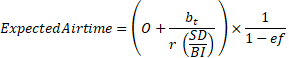 ExpectedAirtime = (O + b_t / r (SD/BI)) × 1 / 1 − ef